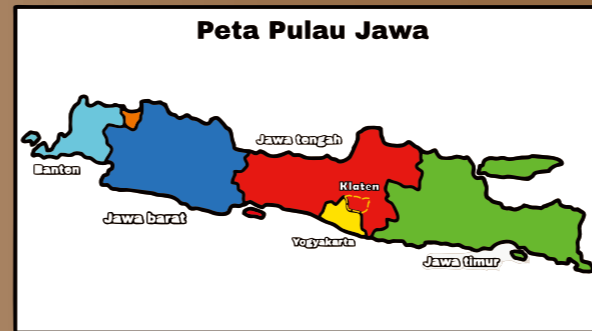 Peta Pulau Jawa
Jawa tengah
Banten
Klaten
Jawa barat
Yogyakarta
Jawa timur